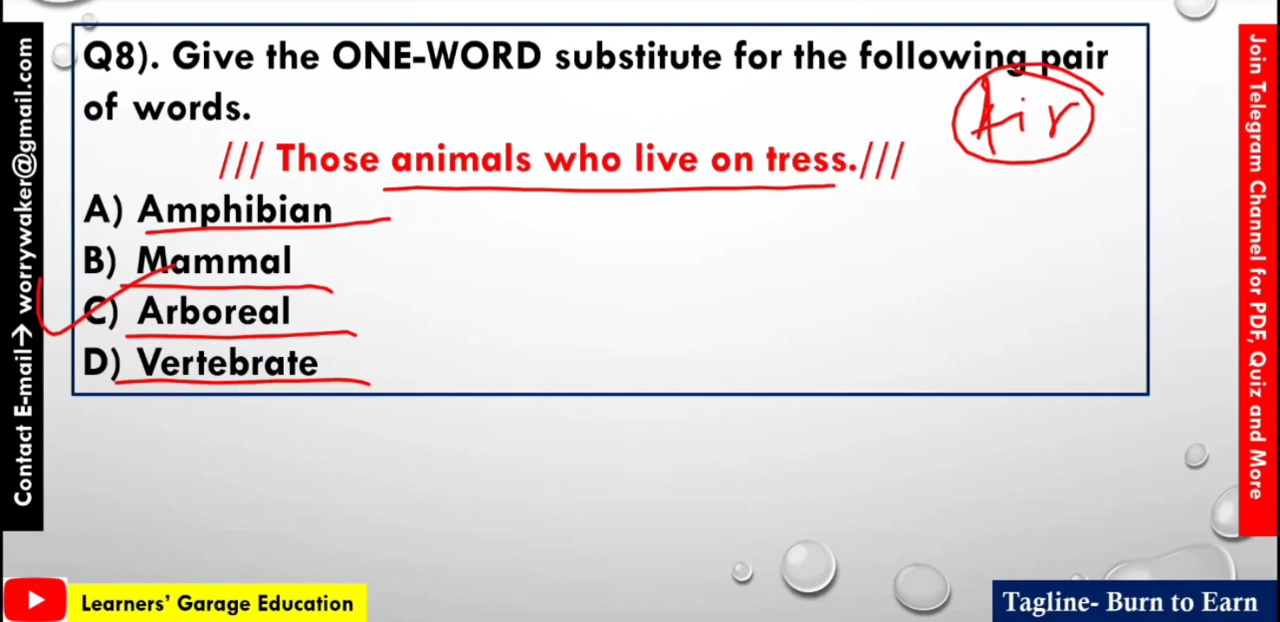 Q8). Give the ONE-WORD substitute for the following pair
of words.
Air
/// Those animals who live on tress.///
A) Amphibian
B) Mammal
C) Arboreal
D) Vertebrate
Contact E-mail→ worrywaker@gmail.com
Join Telegram Channel for PDF, Quiz and More
Learners’ Garage Education
Tagline- Burn to Earn